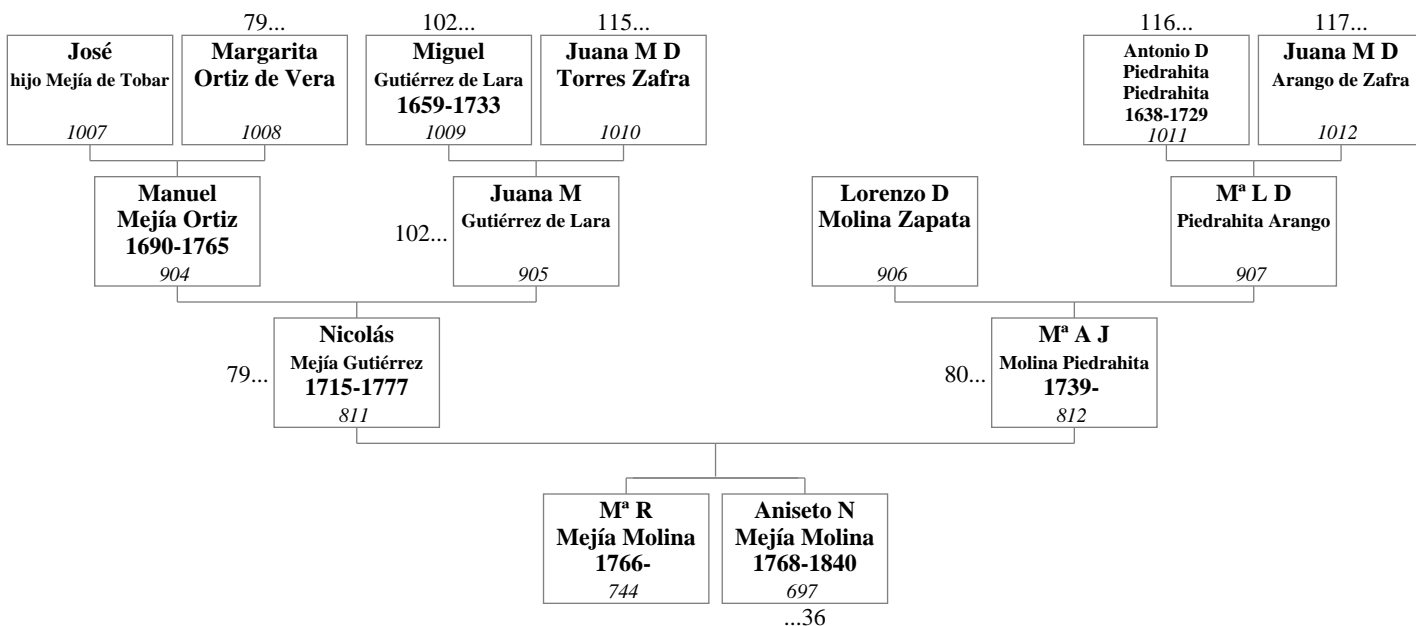 79...
102...
115...
116...
117...
José
hijo Mejía de Tobar
1007
Margarita
Ortiz de Vera
1008
Miguel
Gutiérrez de Lara
1659-1733
1009
Juana M D
Torres Zafra
1010
Antonio D
Piedrahita
Piedrahita
1638-1729
1011
Juana M D
Arango de Zafra
1012
Manuel
Mejía Ortiz
1690-1765
904
102...
Juana M
Gutiérrez de Lara
905
Lorenzo D
Molina Zapata
906
Mª L D
Piedrahita Arango
907
79...
Nicolás
Mejía Gutiérrez
1715-1777
811
80...
Mª A J
Molina Piedrahita
1739-
812
Mª R
Mejía Molina
1766-
744
Aniseto N
Mejía Molina
1768-1840
697
...36